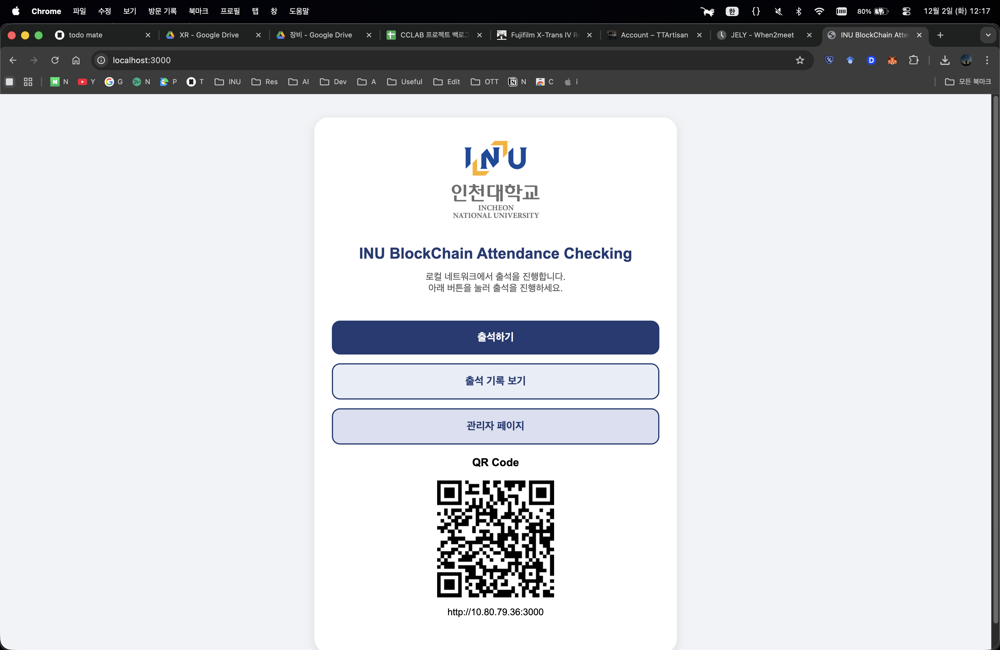 Chrome 파일 수정 보기 방문 기록 북마크 프로필 탭 창 도움말 한 {} 80% 12월 2일 (화) 12:17
todo mate XR - Google Drive 장비 - Google Drive CCLAB 프로젝트 백로그 Fujifilm X-Trans IV Account – TTArtisan JELY - When2meet INU BlockChain Atte
localhost:3000
N Y G N P T INU Res AI Dev A Useful Edit OTT N C i 모든 북마크
INU
인천대학교
INCHEON
NATIONAL UNIVERSITY
INU BlockChain Attendance Checking
로컬 네트워크에서 출석을 진행합니다.
아래 버튼을 눌러 출석을 진행하세요.
출석하기
출석 기록 보기
관리자 페이지
QR Code
http://10.80.79.36:3000